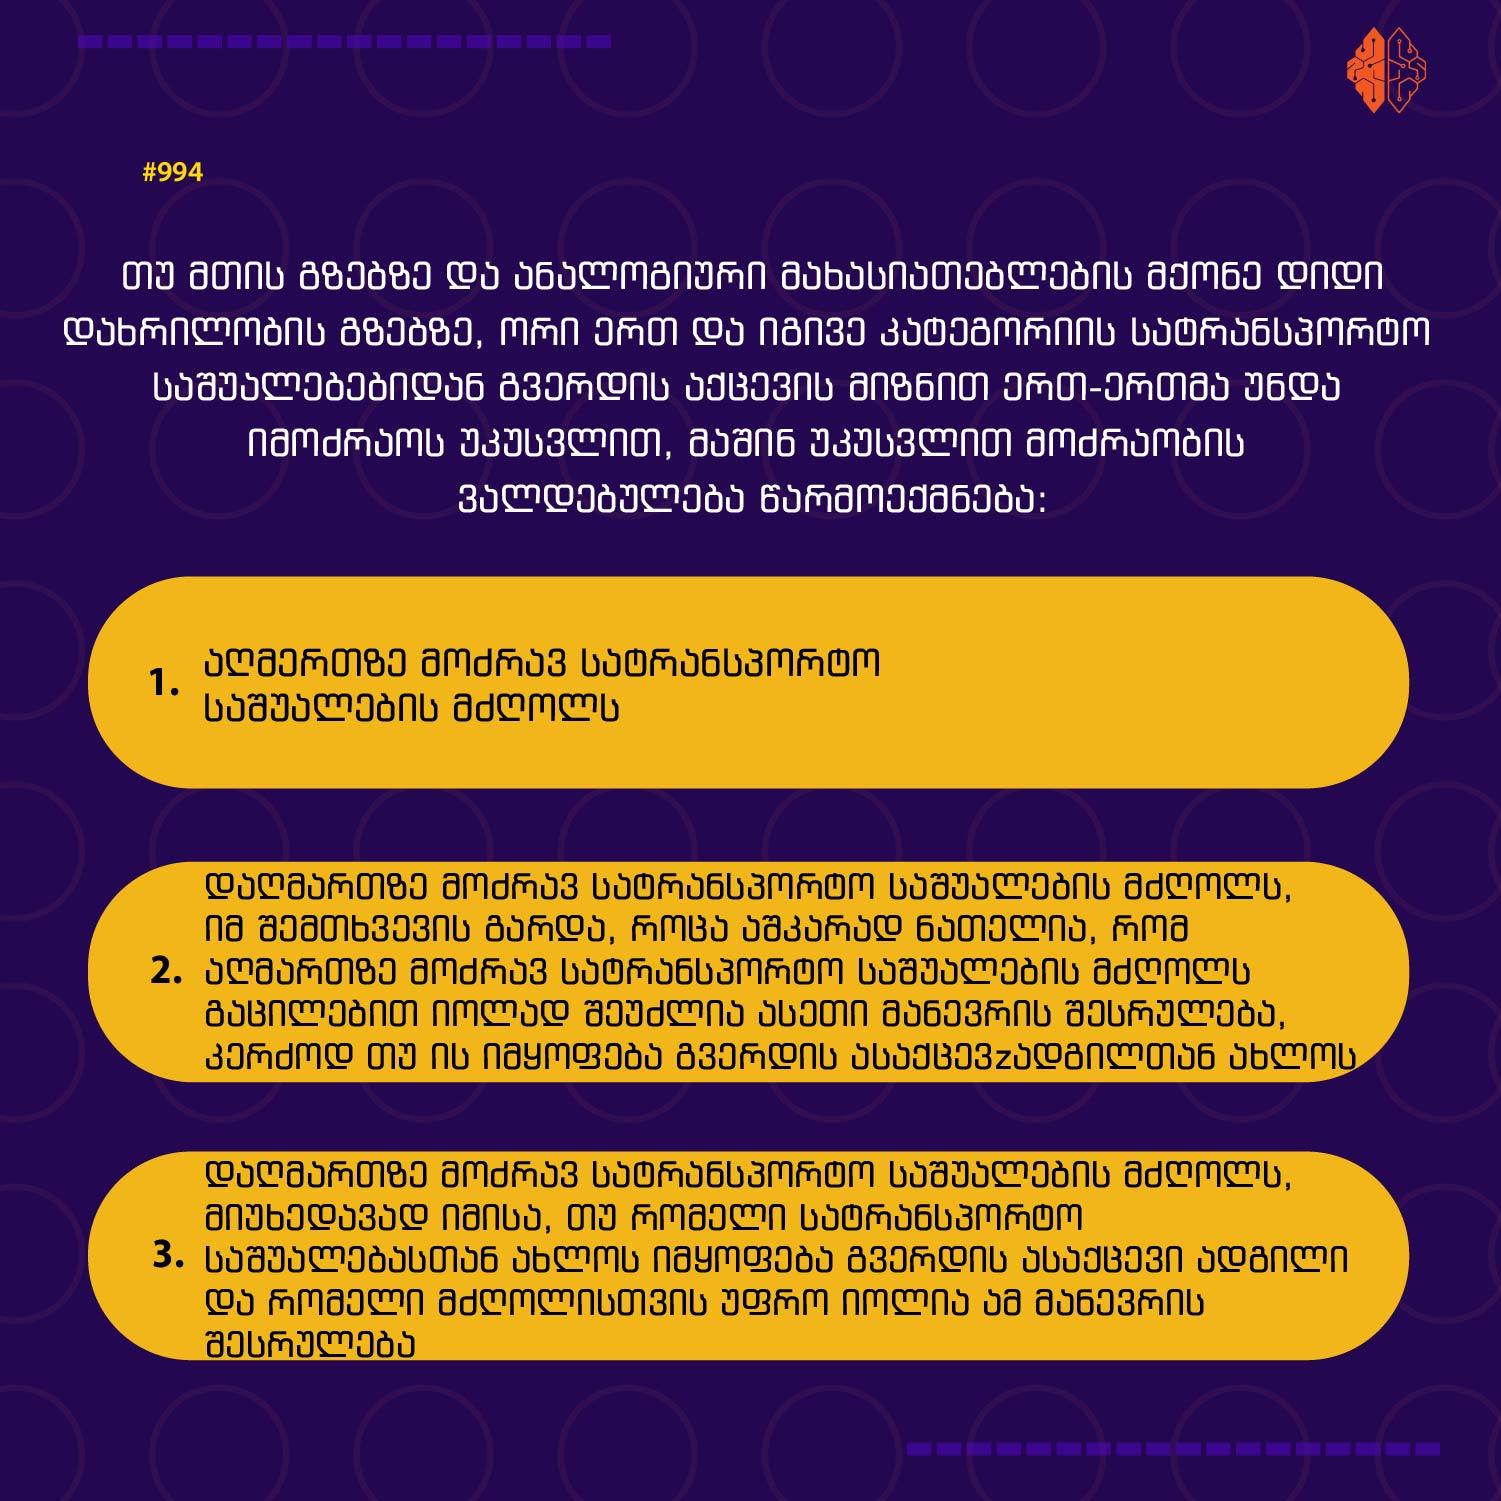 #994
თუ მთის გზებზე და ანალოგიური მახასიათებლების მქონე დიდი
დახრილობის გზებზე, ორი ერთ და იგივე კატეგორიის სატრანსპორტო
საშუალებებიდან გვერდის აქცევის მიზნით ერთ-ერთმა უნდა
იმოძრაოს უკუსვლით, მაშინ უკუსვლით მოძრაობის
ვალდებულება წარმოექმნება:
1. აღმერთზე მოძრავ სატრანსპორტო
საშუალების მძღოლს
დაღმართზე მოძრავ სატრანსპორტო საშუალების მძღოლს,
იმ შემთხვევის გარდა, როცა აშკარად ნათელია, რომ
2. აღმართზე მოძრავ სატრანსპორტო საშუალების მძღოლს
გაცილებით იოლად შეუძლია ასეთი მანევრის შესრულება,
კერძოდ თუ ის იმყოფება გვერდის ასაქცევzადგილთან ახლოს
დაღმართზე მოძრავ სატრანსპორტო საშუალების მძღოლს,
მიუხედავად იმისა, თუ რომელი სატრანსპორტო
3. საშუალებასთან ახლოს იმყოფება გვერდის ასაქცევი ადგილი
და რომელი მძღოლისთვის უფრო იოლია ამ მანევრის
შესრულება